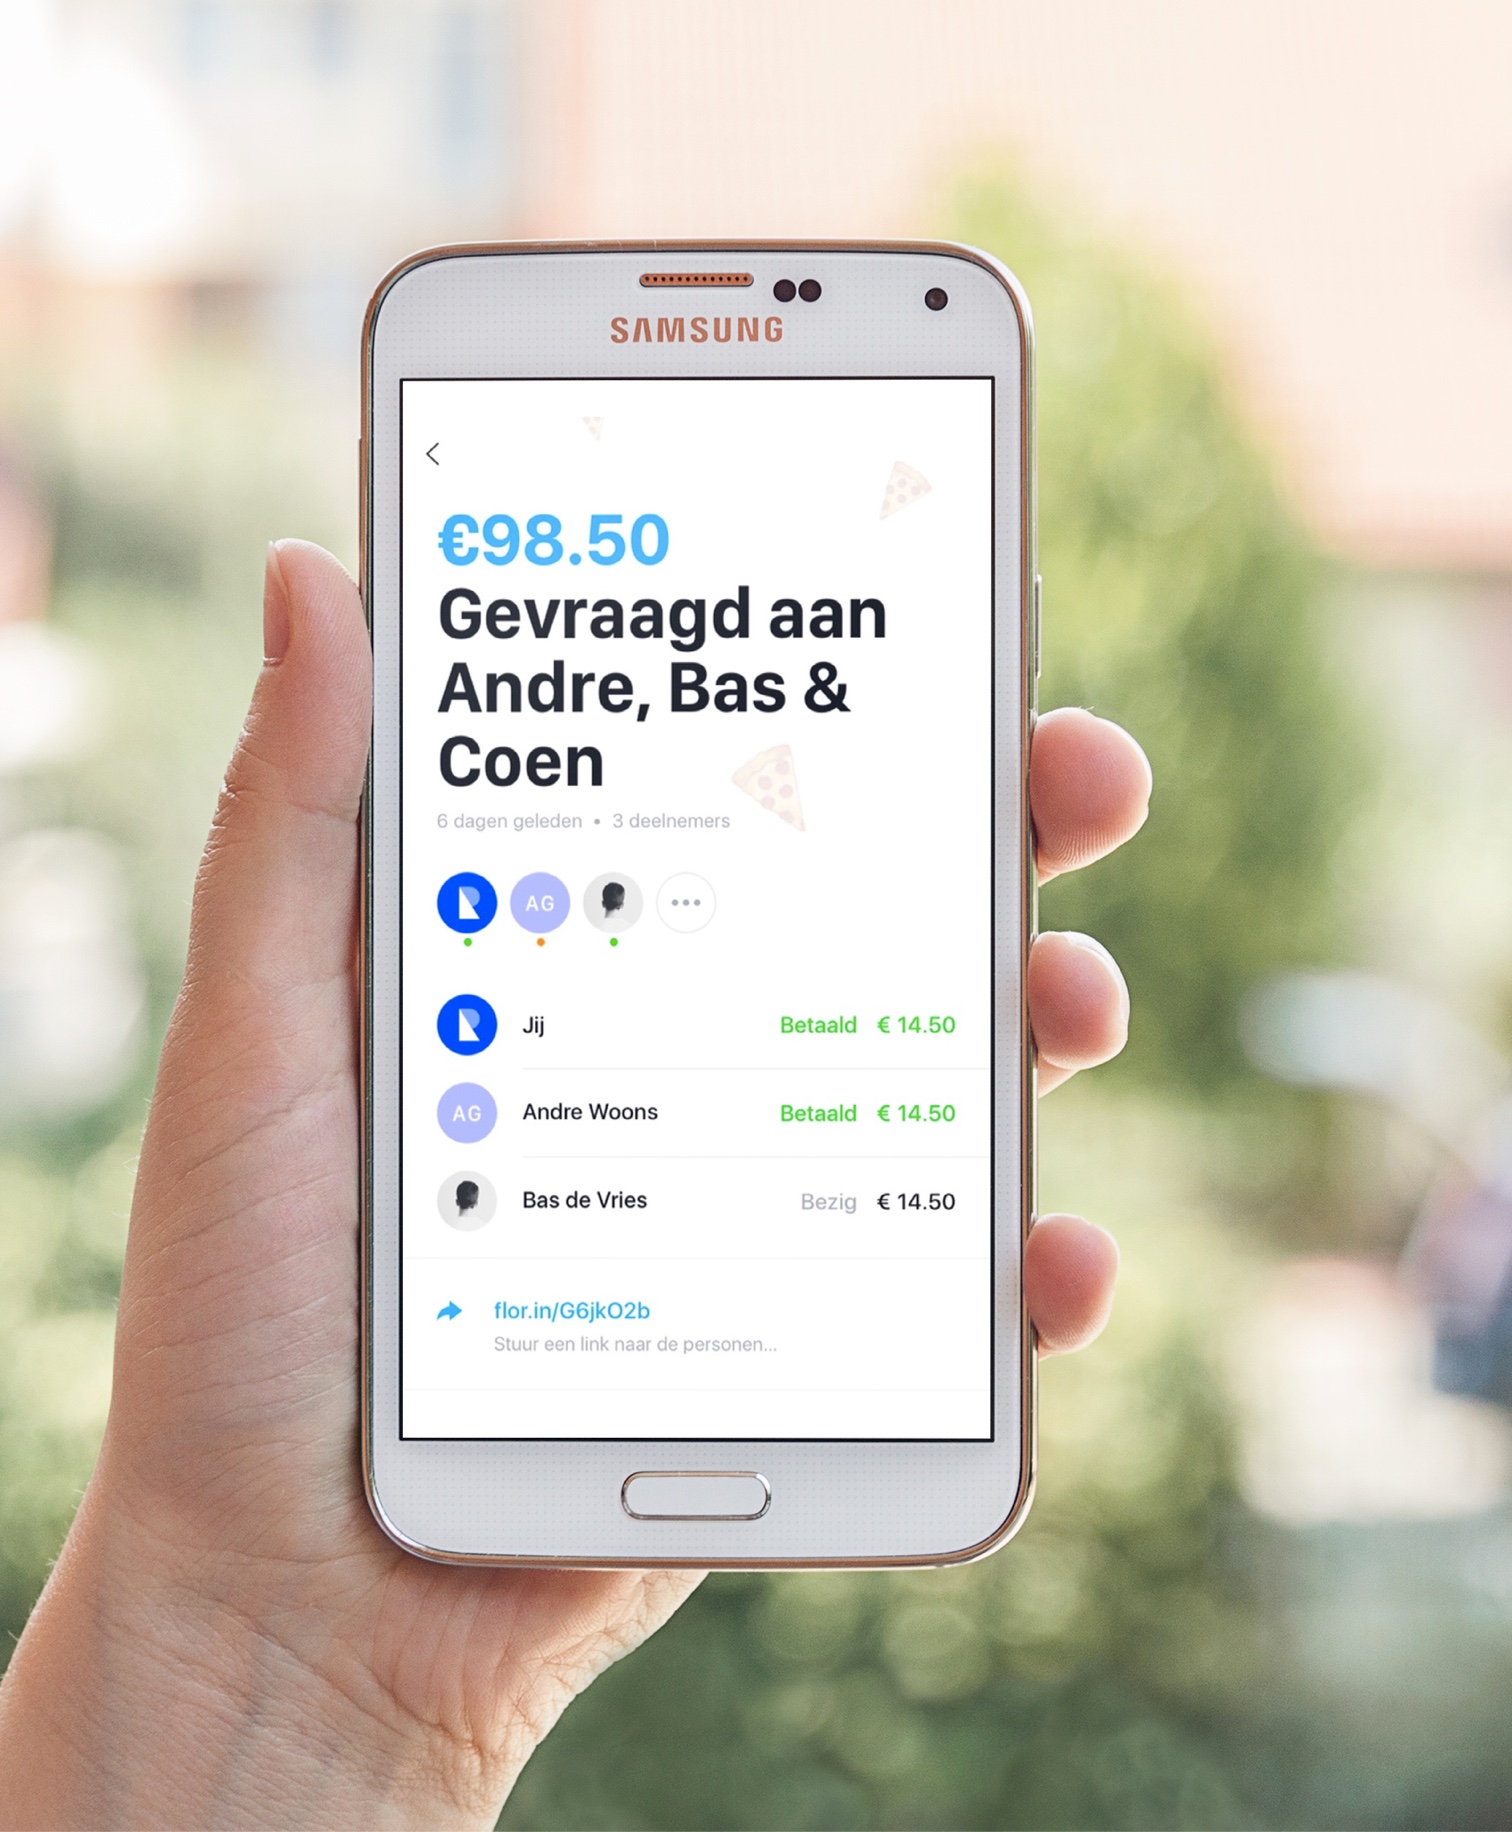 SAMSUNG
€98.50
Gevraagd aan
Andre, Bas &
Coen
6 dagen geleden • 3 deelnemers
AG
Jij Betaald € 14.50
AG Andre Woons Betaald € 14.50
Bas de Vries Bezig € 14.50
flor.in/G6jkO2b
Stuur een link naar de personen...